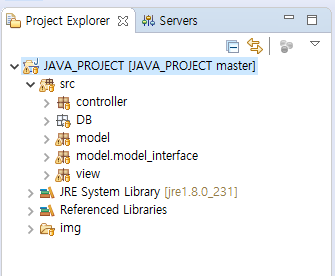 Project Explorer Servers
JAVA_PROJECT [JAVA_PROJECT master]
src
controller
DB
model
model.model_interface
view
JRE System Library [jre1.8.0_231]
Referenced Libraries
img